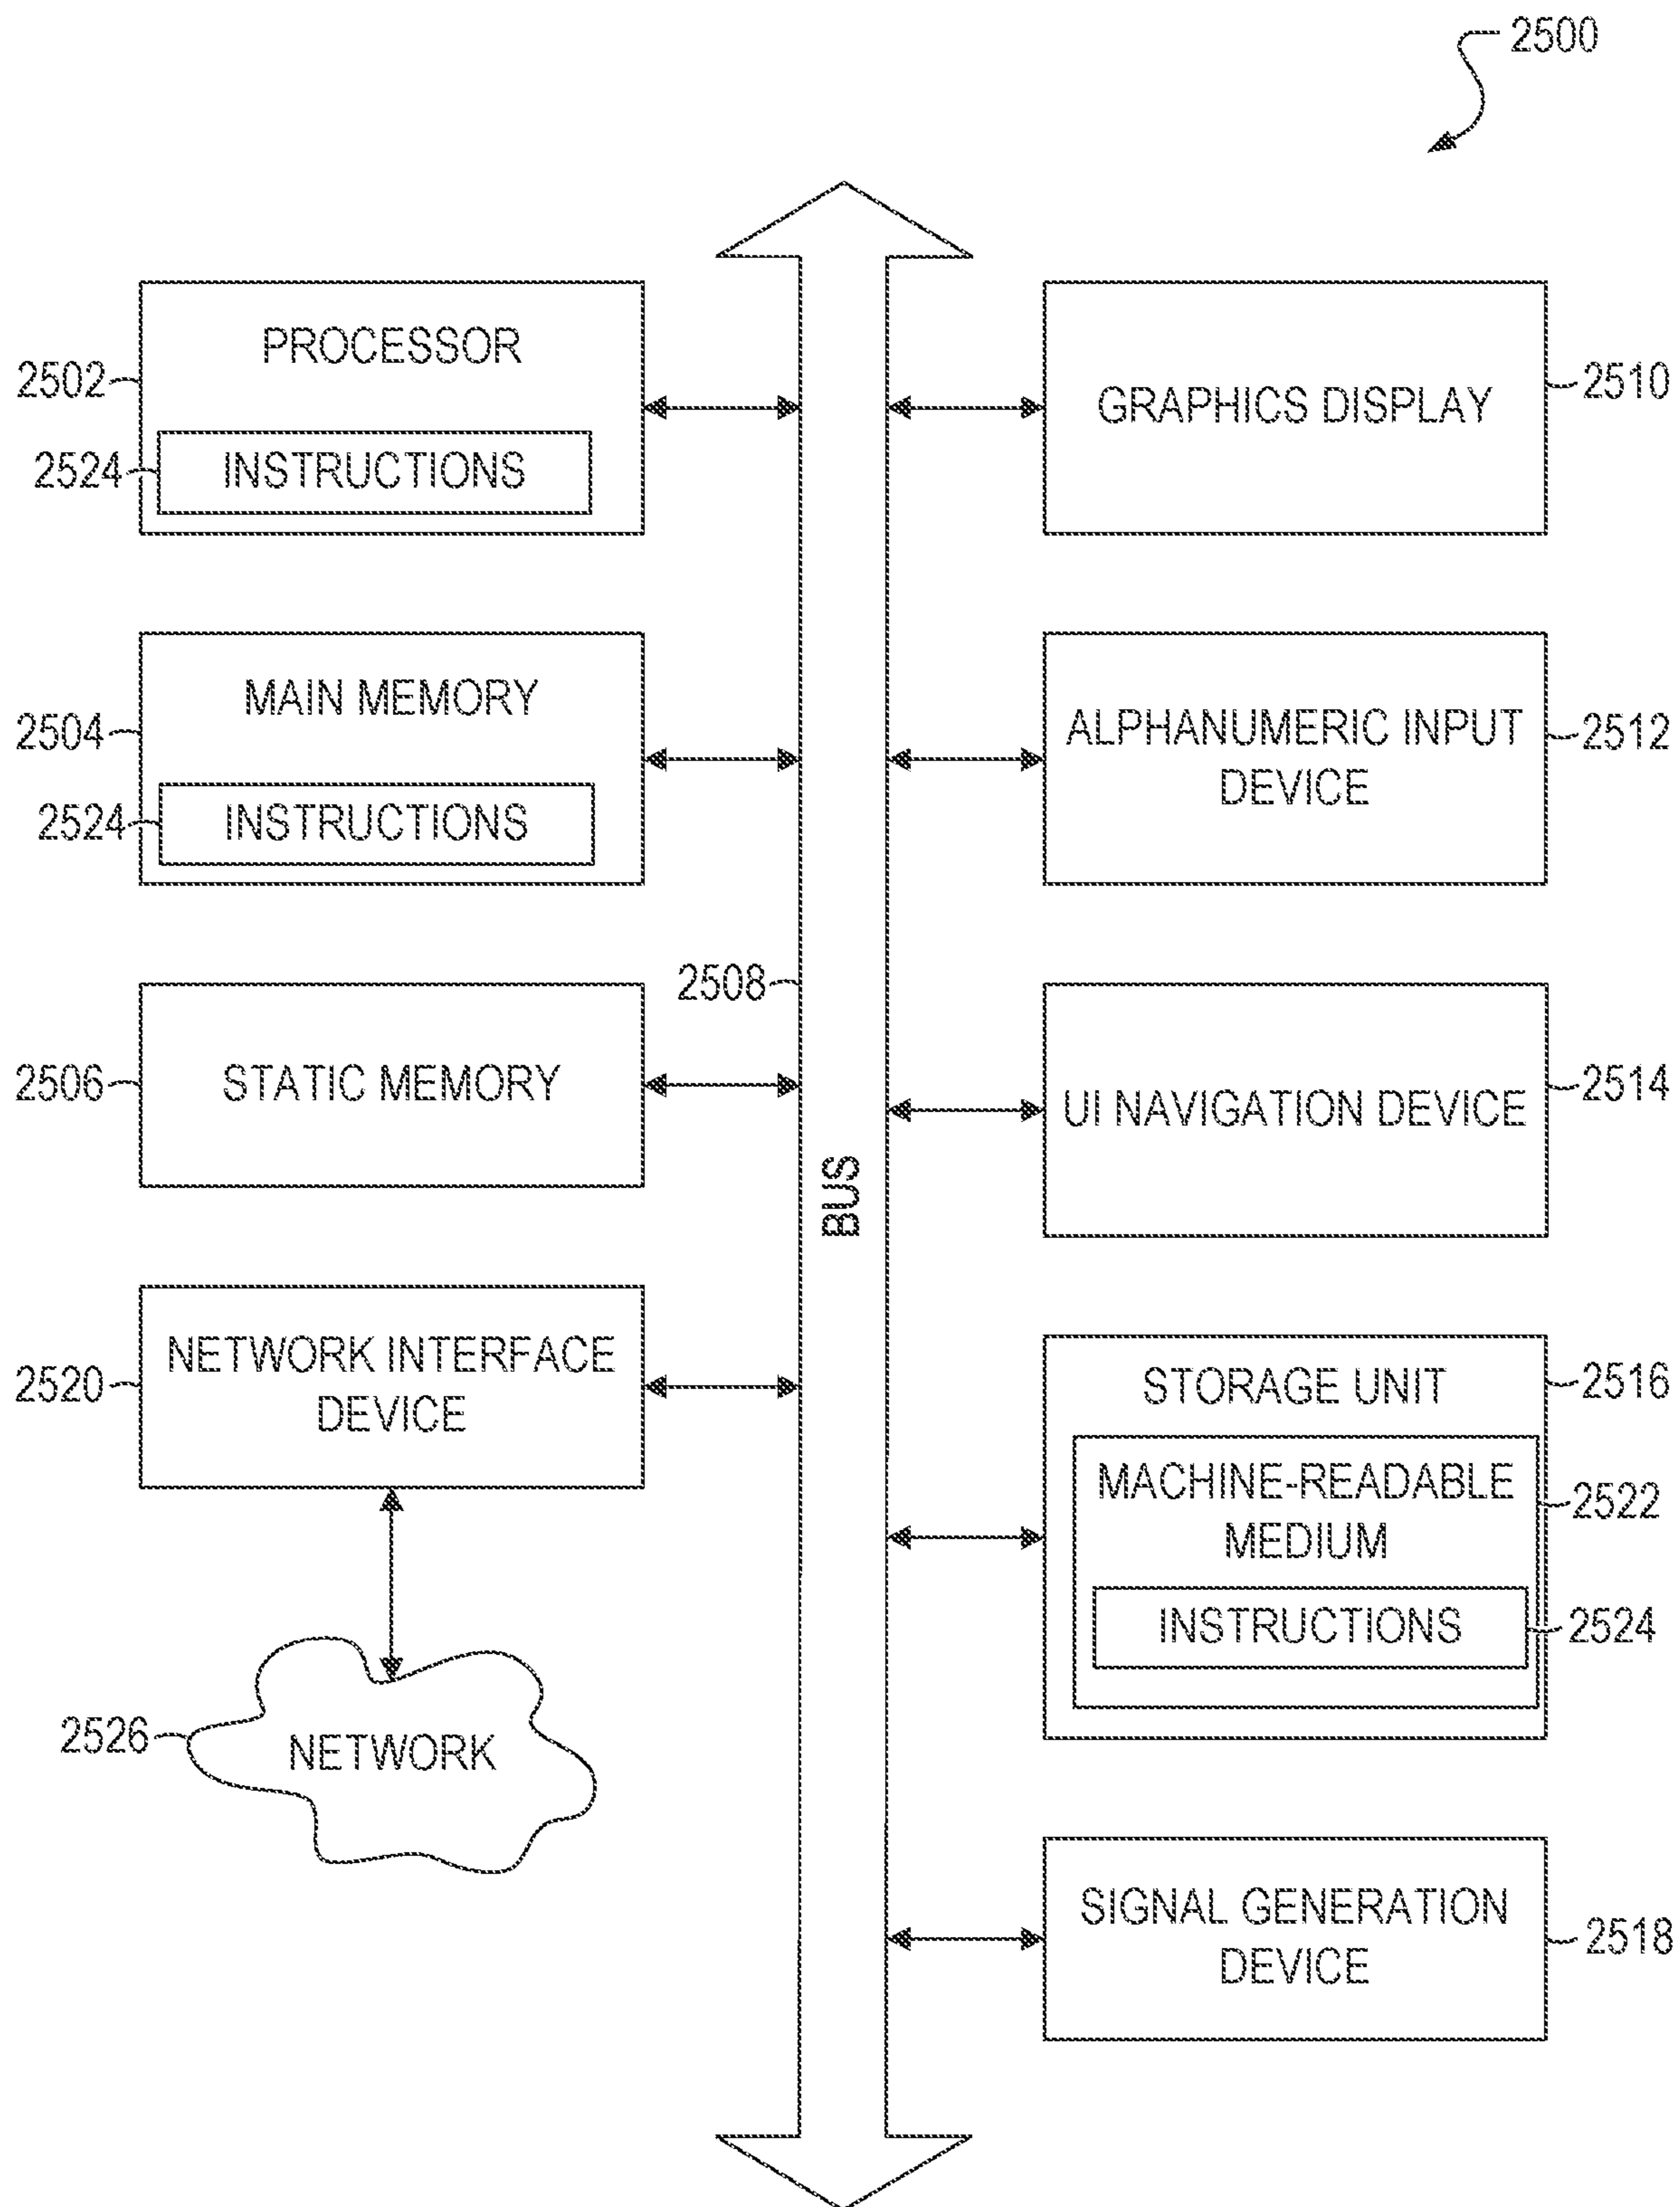 2500
PROCESSOR
2502
2524
INSTRUCTIONS
MAIN MEMORY
2504
2524
INSTRUCTIONS
2508
2506
STATIC MEMORY
NETWORK INTERFACE
DEVICE
2520
2526
NETWORK
BUS
GRAPHICS DISPLAY
2510
ALPHANUMERIC INPUT
DEVICE
2512
UI NAVIGATION DEVICE
2514
STORAGE UNIT
2516
MACHINE-READABLE
MEDIUM
2522
INSTRUCTIONS
2524
SIGNAL GENERATION
DEVICE
2518